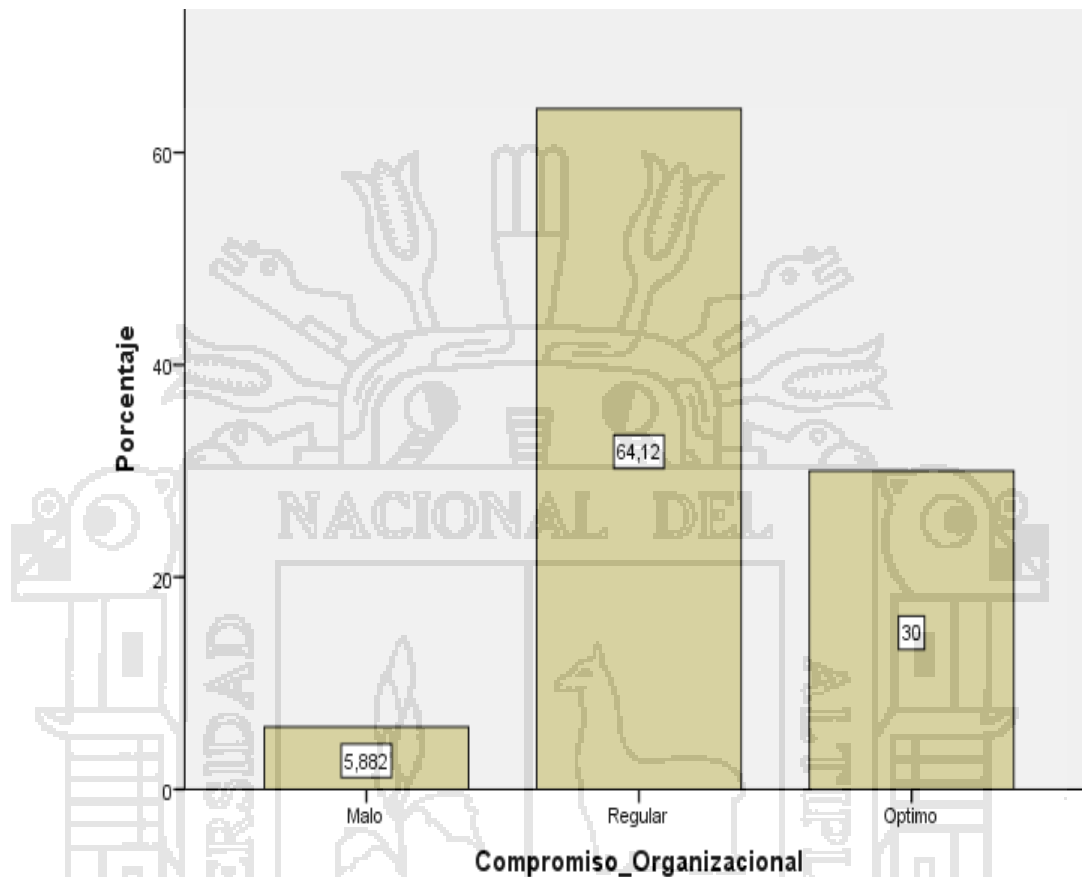 Porcentaje
60
40
20
0
64,12
30
5,882
Malo
Regular
Optimo
Compromiso_Organizacional
NACIONAL DEL